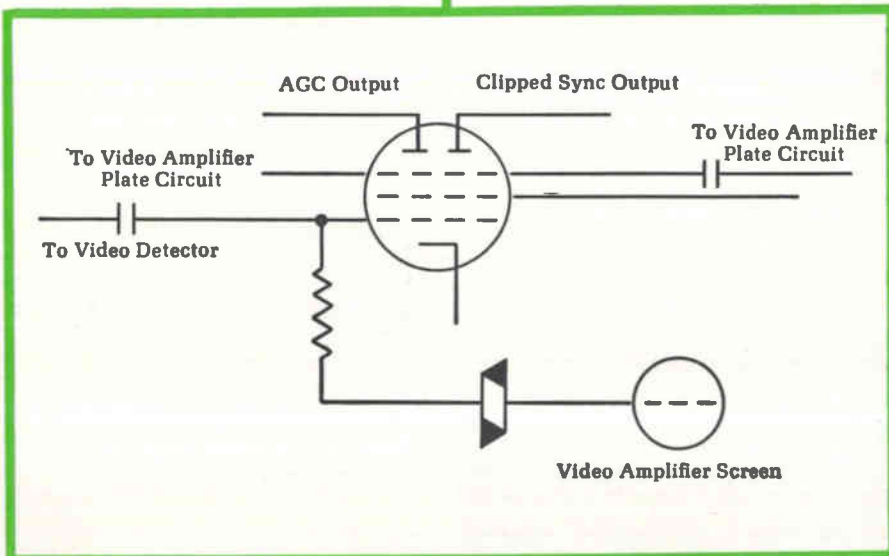 AGC Output
Clipped Sync Output
To Video Amplifier
Plate Circuit
To Video Amplifier
Plate Circuit
To Video Detector
Video Amplifier Screen